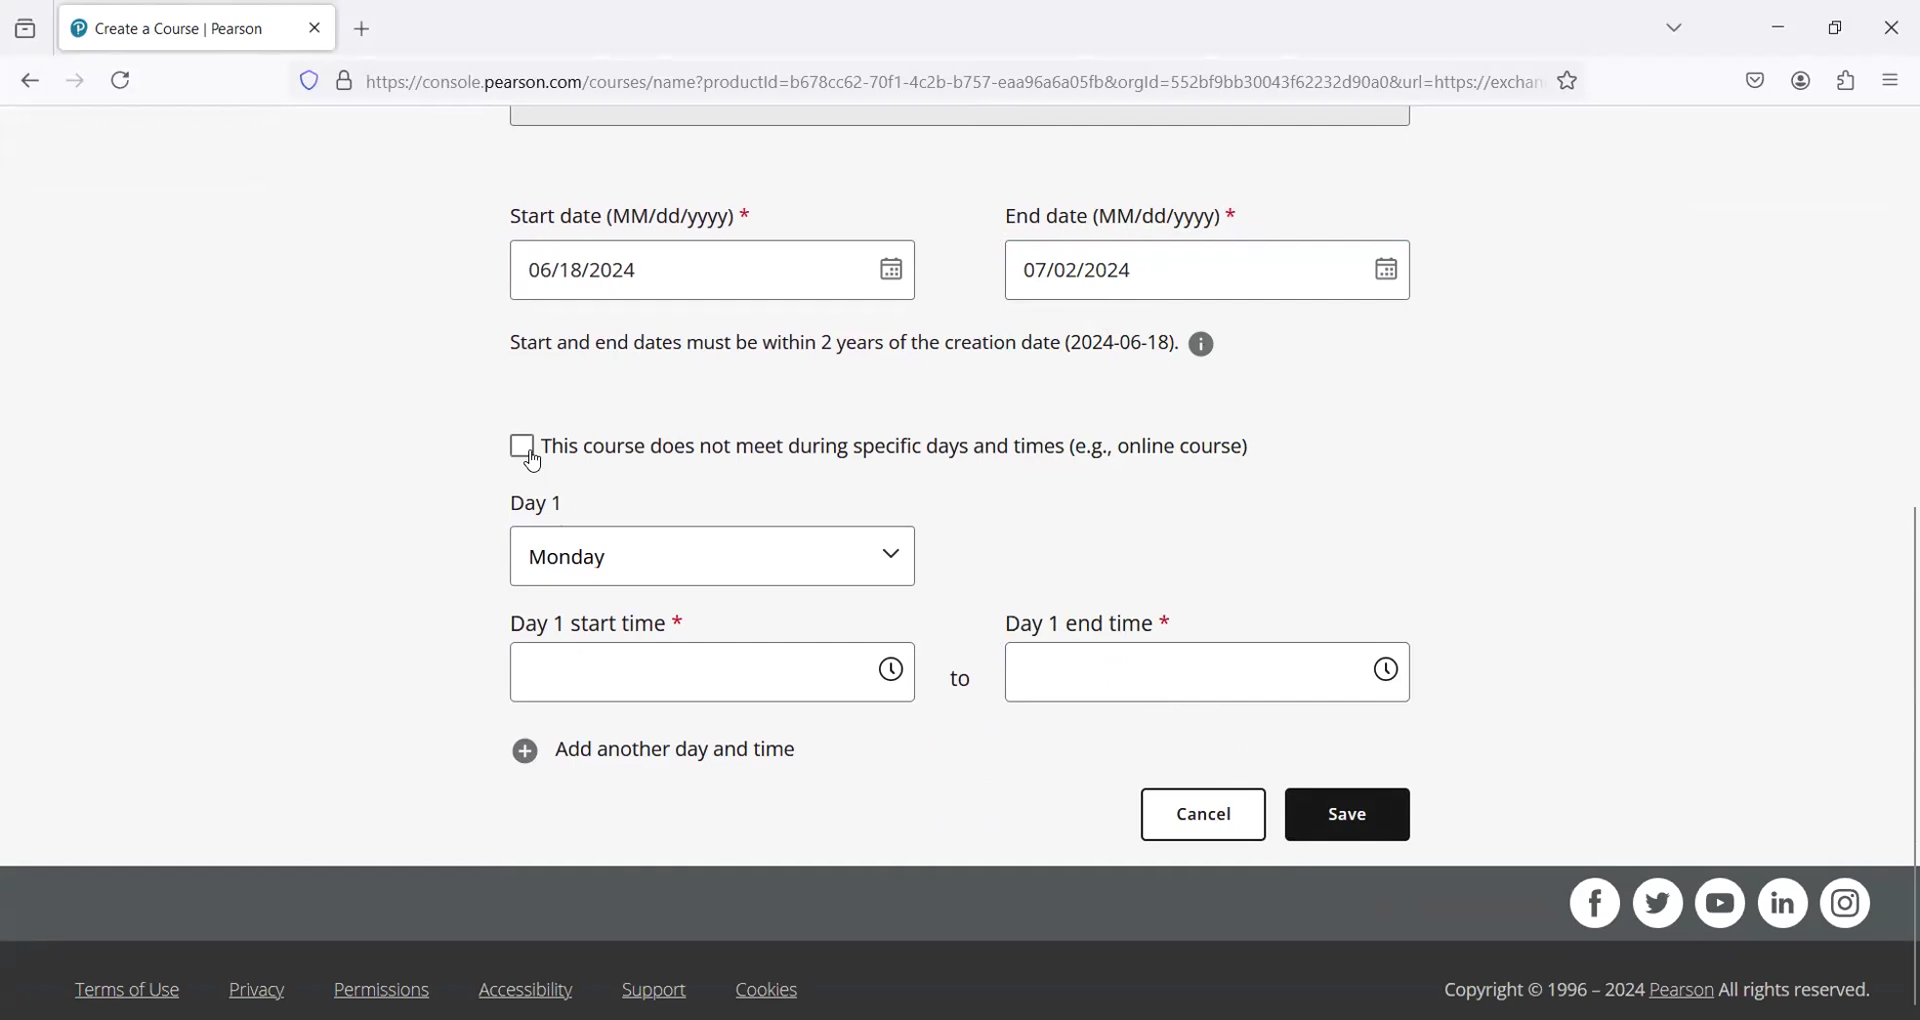 Create a Course | Pearson
https://console.pearson.com/courses/name?productId=b678cc62-70f1-4c2b-b757-eaa96a6a05fb&orgId=552bf9bb30043f62232d90a0&url=https://exchan
Start date (MM/dd/yyyy) * End date (MM/dd/yyyy) *
06/18/2024 07/02/2024
Start and end dates must be within 2 years of the creation date (2024-06-18).
This course does not meet during specific days and times (e.g., online course)
Day 1
Monday
Day 1 start time * Day 1 end time *
to
Add another day and time
Cancel Save
Terms of Use Privacy Permissions Accessibility Support Cookies Copyright © 1996 – 2024 Pearson All rights reserved.